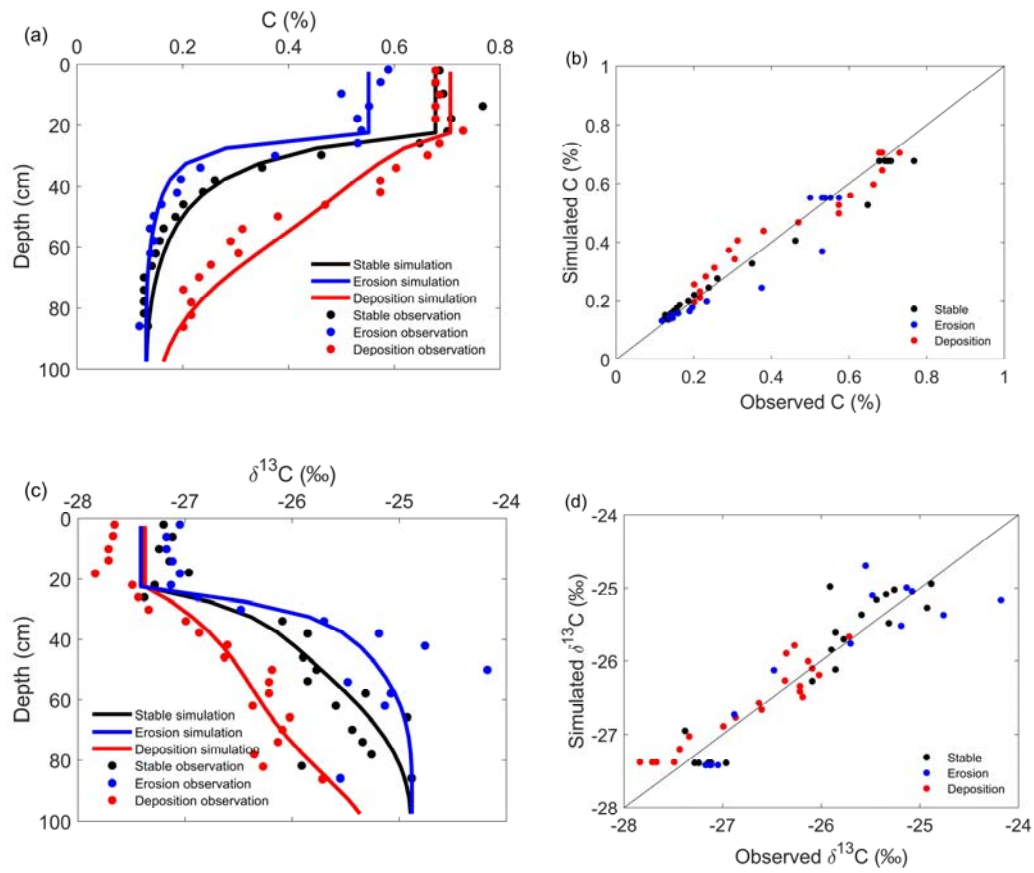 (a)
C (%)
0 0.2 0.4 0.6 0.8
0
20
40
60
80
100
Depth (cm)
Stable simulation
Erosion simulation
Deposition simulation
Stable observation
Erosion observation
Deposition observation
(b)
1
0.8
0.6
0.4
0.2
0
Simulated C (%)
Stable
Erosion
Deposition
0 0.2 0.4 0.6 0.8 1
Observed C (%)
(c)
δ13C (‰)
-28 -27 -26 -25 -24
0
20
40
60
80
100
Depth (cm)
Stable simulation
Erosion simulation
Deposition simulation
Stable observation
Erosion observation
Deposition observation
(d)
-24
-25
-26
-27
-28
Simulated δ13C (‰)
Stable
Erosion
Deposition
-28 -27 -26 -25 -24
Observed δ13C (‰)